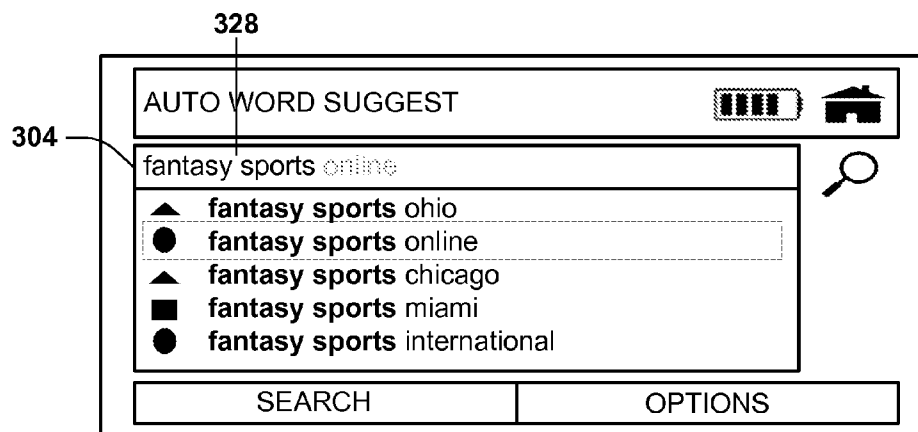 328
AUTO WORD SUGGEST
304
fantasy sports online
fantasy sports ohio
fantasy sports online
fantasy sports chicago
fantasy sports miami
fantasy sports international
SEARCH OPTIONS